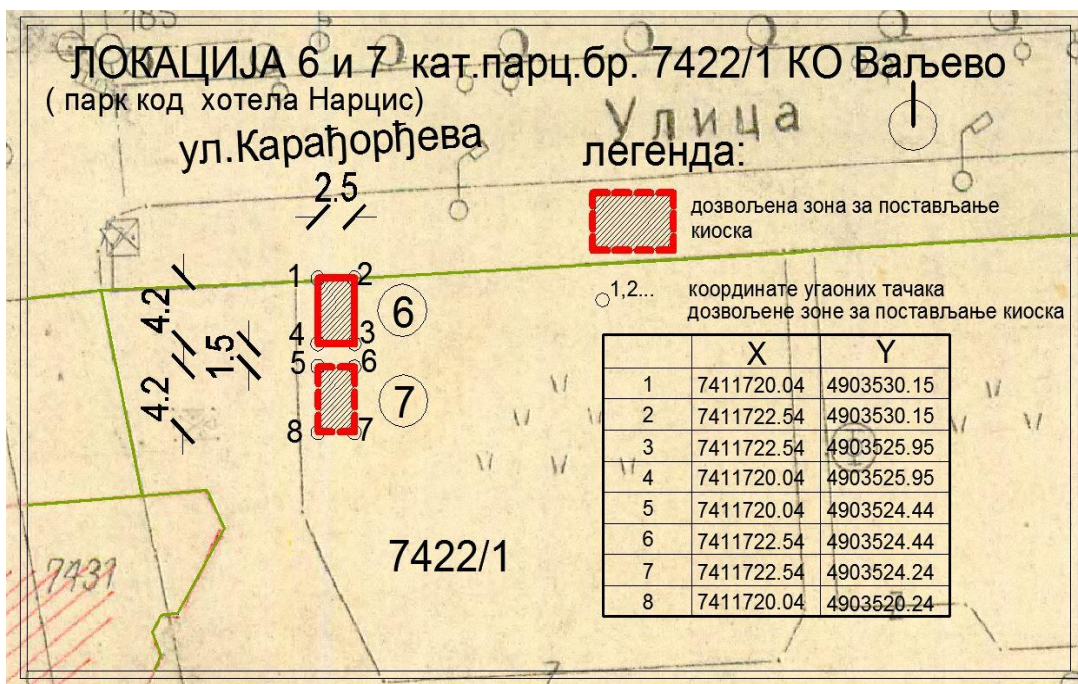 185
ЛОКАЦИЈА 6 и 7 кат.парц.бр. 7422/1 КО Ваљево
( парк код хотела Нарцис)
ул.Карађорђева
Улица
легенда:
2.5
дозвољена зона за постављање
киоска
1,2...
координате угаоних тачака
дозвољене зоне за постављање киоска
1 2
4.2
6
4 3
1.5
5 6
4.2
7
8 7
X Y
1 7411720.04 4903530.15
2 7411722.54 4903530.15
3 7411722.54 4903525.95
4 7411720.04 4903525.95
5 7411720.04 4903524.44
6 7411722.54 4903524.44
7 7411722.54 4903524.24
8 7411720.04 4903520.24
7422/1
7431